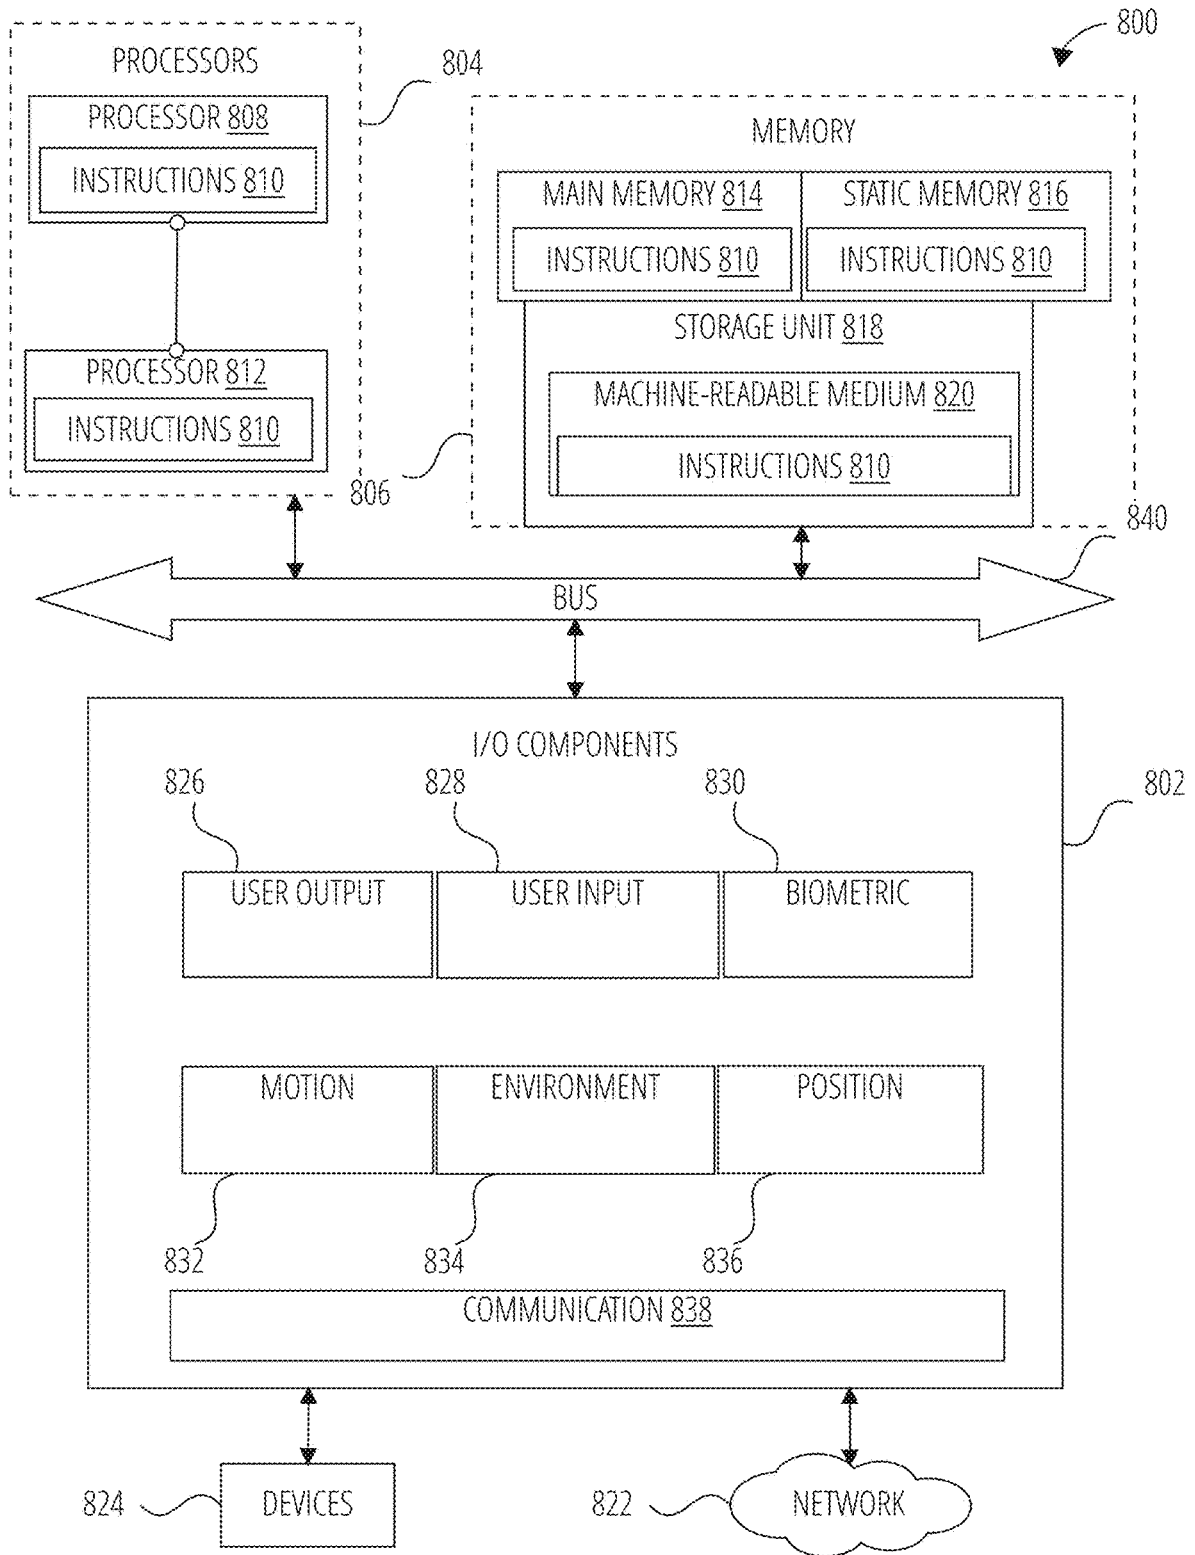 800
PROCESSORS
804
PROCESSOR 808
INSTRUCTIONS 810
PROCESSOR 812
INSTRUCTIONS 810
MEMORY
MAIN MEMORY 814
INSTRUCTIONS 810
STATIC MEMORY 816
INSTRUCTIONS 810
STORAGE UNIT 818
MACHINE-READABLE MEDIUM 820
INSTRUCTIONS 810
806
840
BUS
I/O COMPONENTS
802
826
828
830
USER OUTPUT
USER INPUT
BIOMETRIC
MOTION
ENVIRONMENT
POSITION
832
834
836
COMMUNICATION 838
824
DEVICES
822
NETWORK